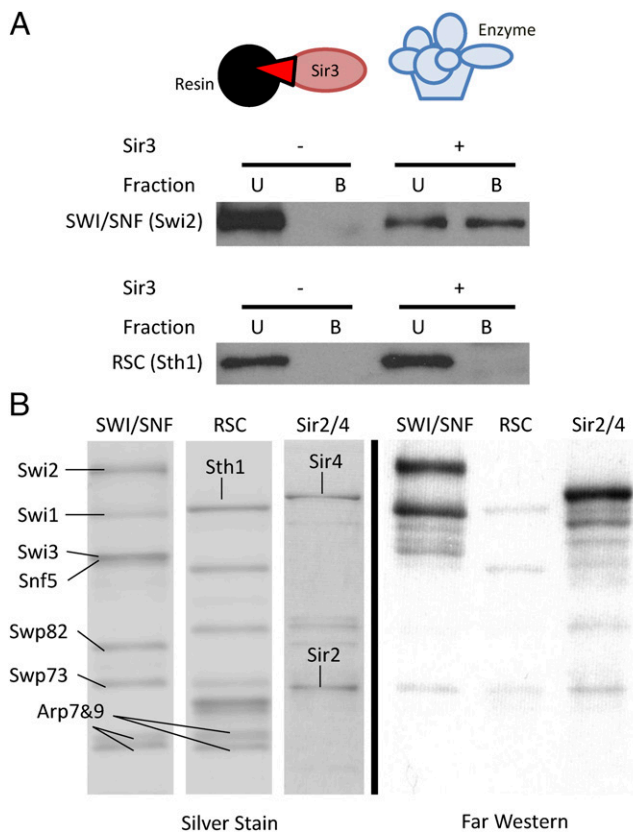 A
Resin
Sir3
Enzyme
Sir3 - +
Fraction U B U B
SWI/SNF (Swi2)
Sir3 - +
Fraction U B U B
RSC (Sth1)
B
SWI/SNF RSC Sir2/4 SWI/SNF RSC Sir2/4
Swi2
Sth1
Sir4
Swi1
Swi3
Snf5
Swp82
Swp73
Sir2
Arp7&9
Silver Stain Far Western